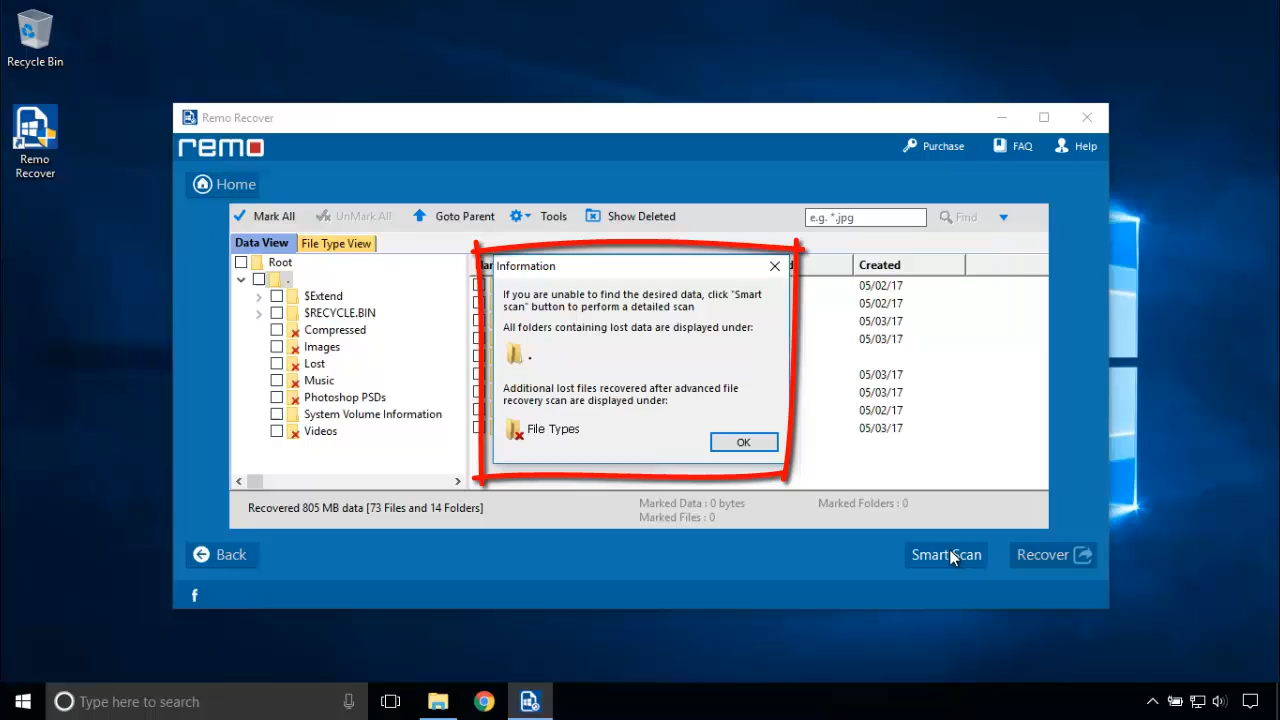 Recycle Bin
Remo
Recover
Remo Recover
remo
Purchase
FAQ
Help
Home
Mark All
UnMark All
Goto Parent
Tools
Show Deleted
e.g. *.jpg
Find
Data View
File Type View
Root
.
$Extend
$RECYCLE.BIN
Compressed
Images
Lost
Music
Photoshop PSDs
System Volume Information
Videos
Created
05/02/17
05/02/17
05/03/17
05/03/17
05/03/17
05/03/17
05/02/17
05/03/17
Information
If you are unable to find the desired data, click "Smart
scan" button to perform a detailed scan
All folders containing lost data are displayed under:
.
Additional lost files recovered after advanced file
recovery scan are displayed under:
File Types
OK
Recovered 805 MB data [73 Files and 14 Folders]
Marked Data : 0 bytes
Marked Files : 0
Marked Folders : 0
Back
Smart Scan
Recover
f
Type here to search